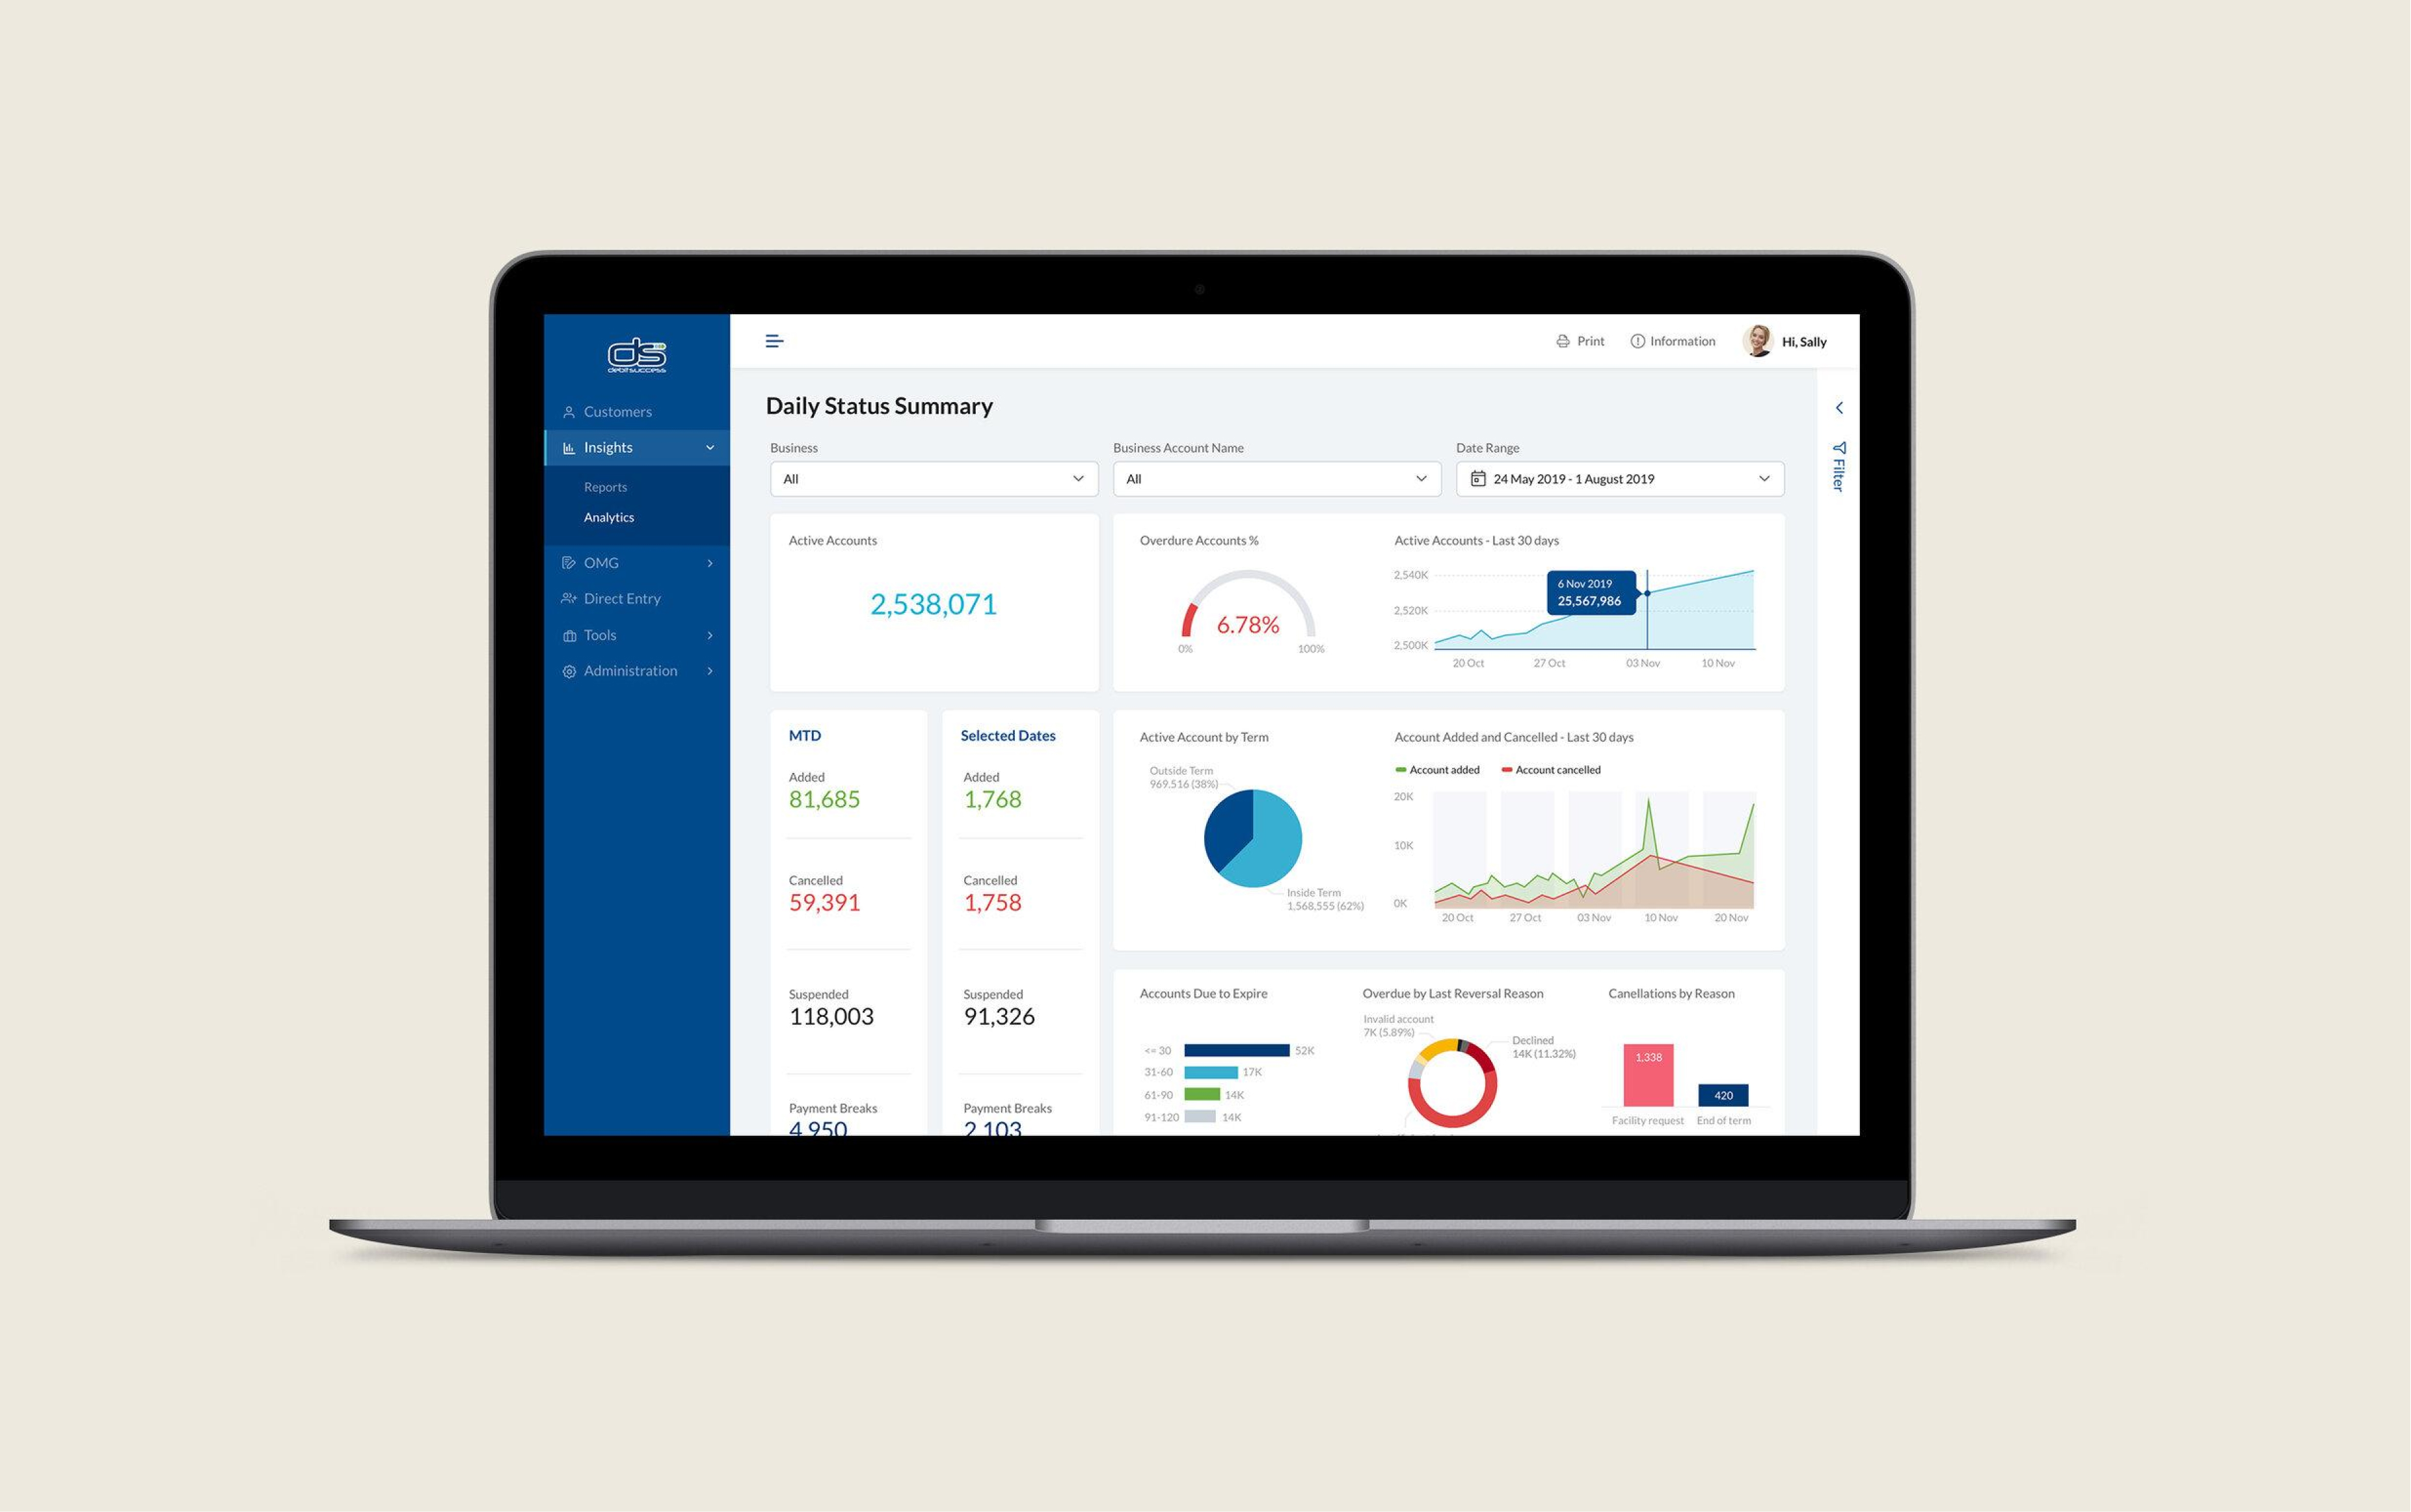 ds
debitsuccess
Customers
Insights
Reports
Analytics
OMG
Direct Entry
Tools
Administration
Print
Information
Hi, Sally
Daily Status Summary
Business
All
Business Account Name
All
Date Range
24 May 2019 - 1 August 2019
Filter
Active Accounts
2,538,071
Overdure Accounts %
6.78%
0%
100%
Active Accounts - Last 30 days
2,540K
2,520K
2,500K
6 Nov 2019
25,567,986
20 Oct
27 Oct
03 Nov
10 Nov
MTD
Added
81,685
Cancelled
59,391
Suspended
118,003
Payment Breaks
4,950
Selected Dates
Added
1,768
Cancelled
1,758
Suspended
91,326
Payment Breaks
2,103
Active Account by Term
Outside Term
969.516 (38%)
Inside Term
1,568,555 (62%)
Account Added and Cancelled - Last 30 days
Account added
Account cancelled
20K
10K
0K
20 Oct
27 Oct
03 Nov
10 Nov
20 Nov
Accounts Due to Expire
<= 30
52K
31-60
17K
61-90
14K
91-120
14K
Overdue by Last Reversal Reason
Invalid account
7K (5.89%)
Declined
14K (11.32%)
Canellations by Reason
1,338
420
Facility request
End of term